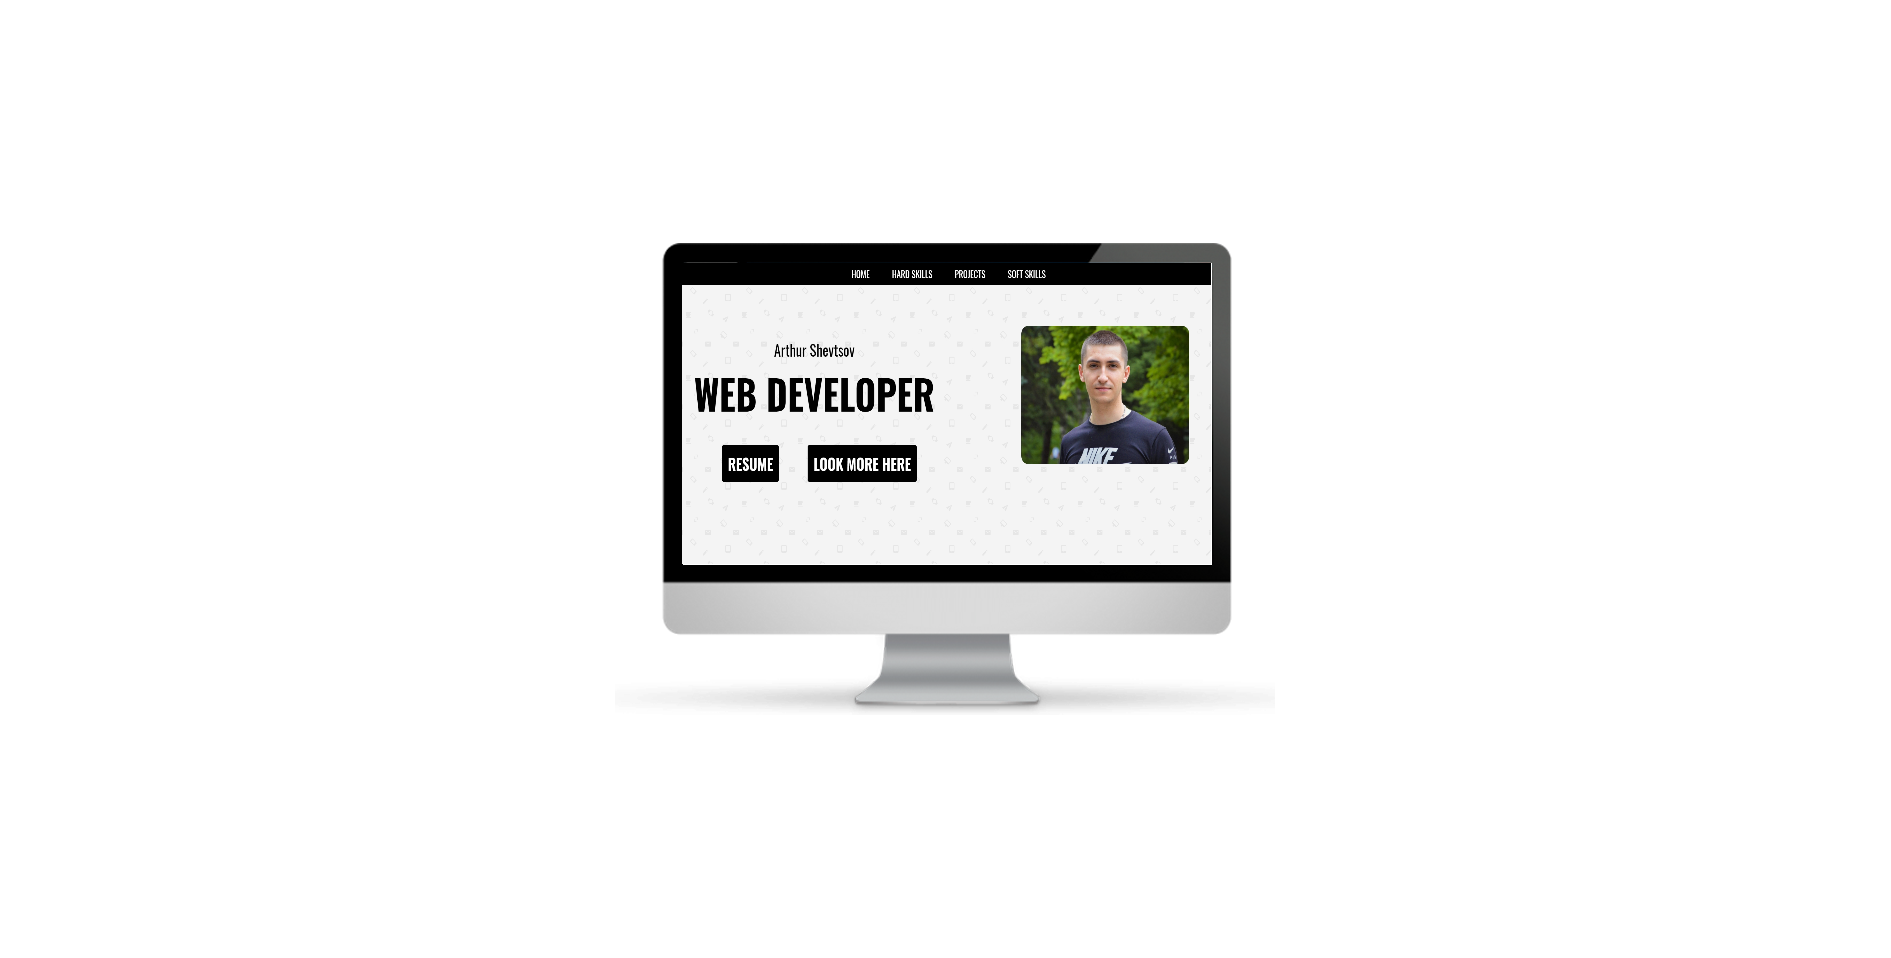 HOME HARD SKILLS PROJECTS SOFT SKILLS
Arthur Shevtsov
WEB DEVELOPER
RESUME LOOK MORE HERE
NIKE